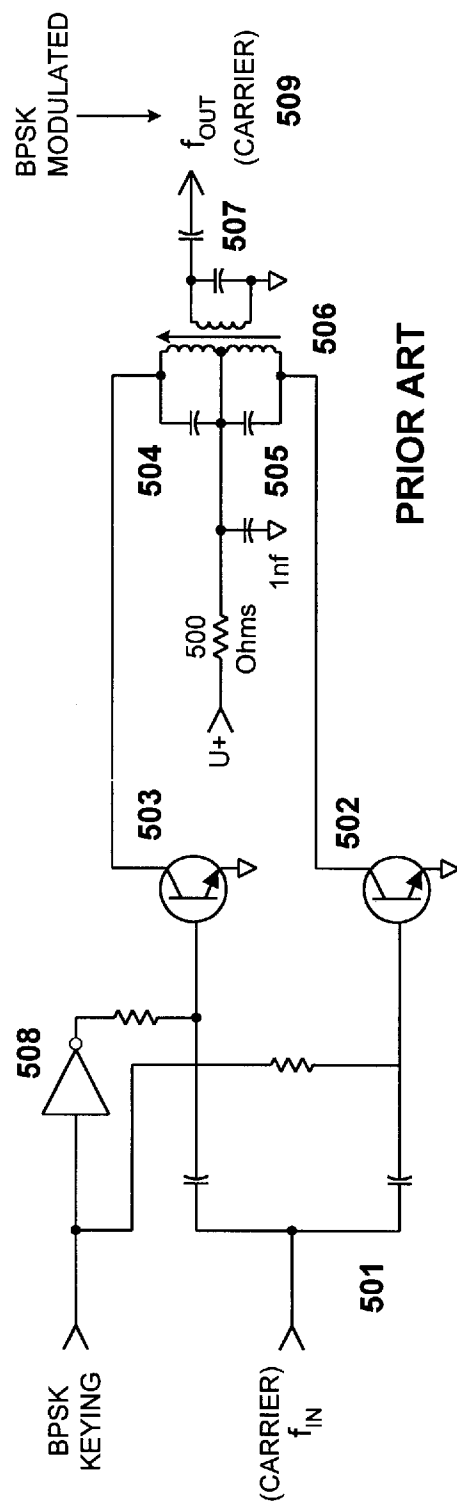 BPSK
KEYING
508
(CARRIER)
f_IN
501
503
502
U+
500
Ohms
1nf
504
505
506
507
BPSK
MODULATED
f_OUT
(CARRIER)
509
PRIOR ART